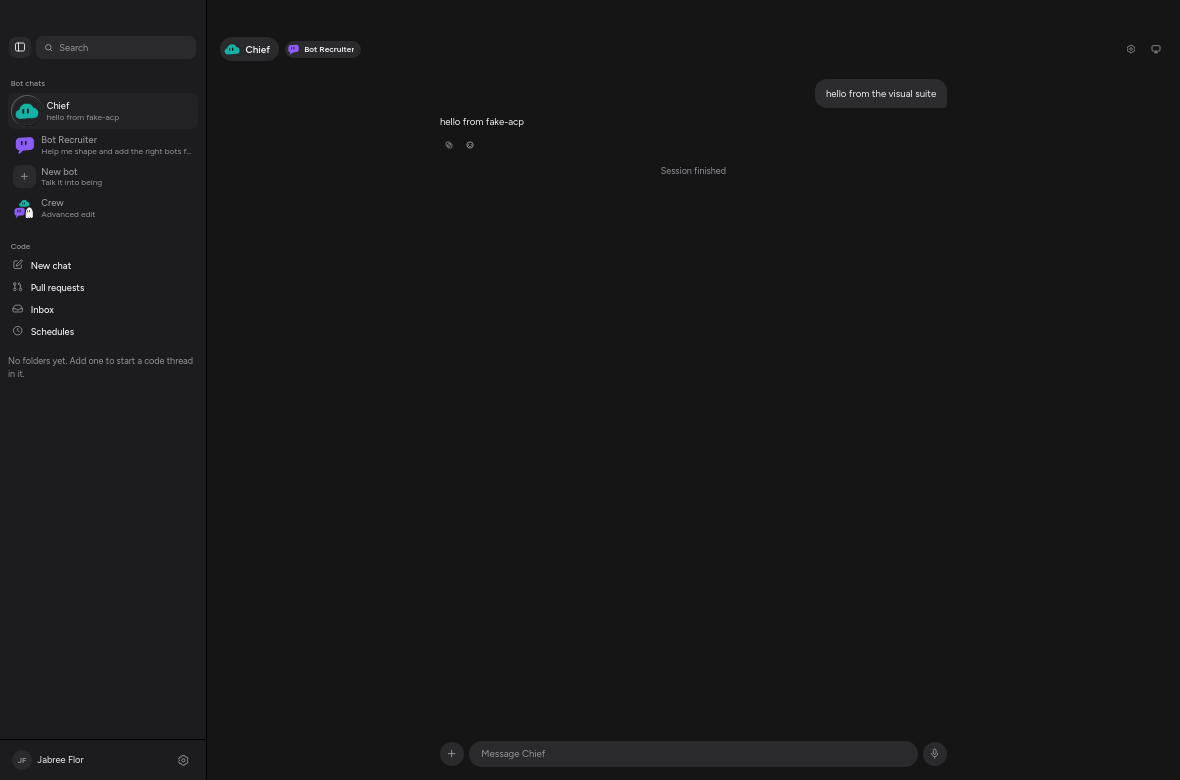 Search
Bot chats
Chief
hello from fake-acp
Bot Recruiter
Help me shape and add the right bots f...
New bot
Talk it into being
Crew
Advanced edit
Code
New chat
Pull requests
Inbox
Schedules
No folders yet. Add one to start a code thread
in it.
JF
Jabree Flor
Chief
Bot Recruiter
hello from the visual suite
hello from fake-acp
Session finished
Message Chief